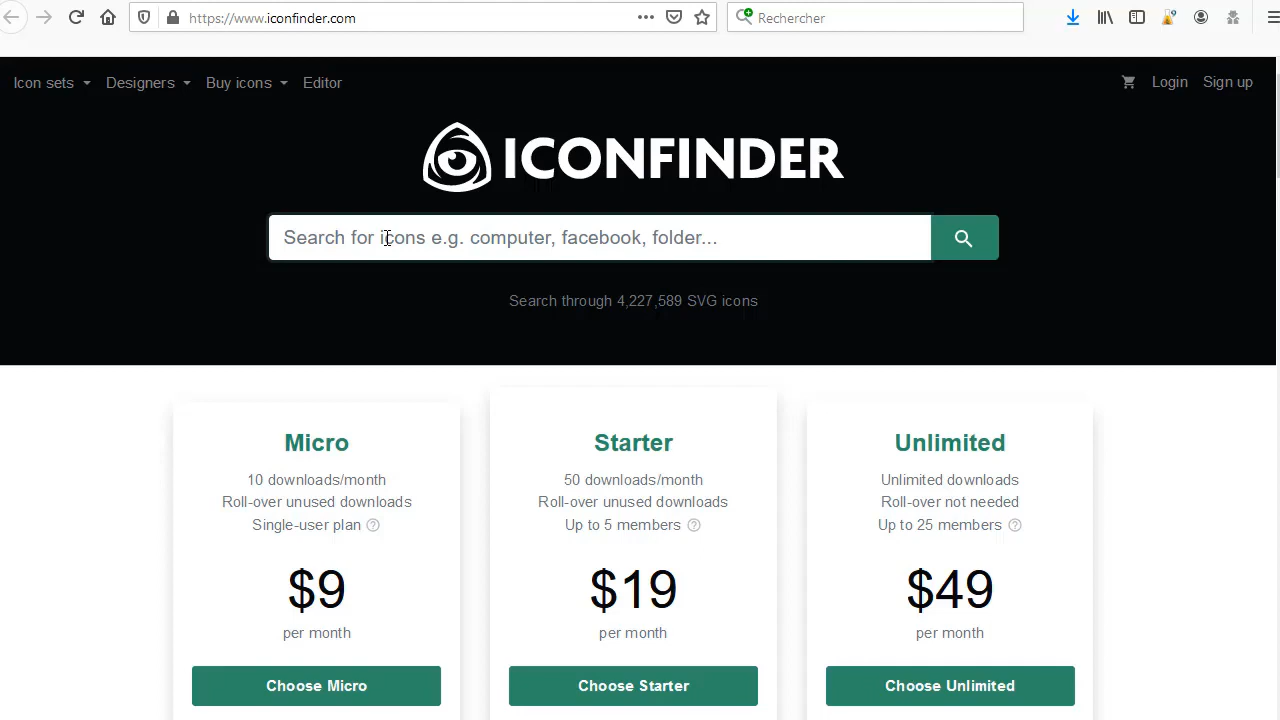 https://www.iconfinder.com
Rechercher
Icon sets Designers Buy icons Editor
Login Sign up
ICONFINDER
Search for icons e.g. computer, facebook, folder...
Search through 4,227,589 SVG icons
Micro
10 downloads/month
Roll-over unused downloads
Single-user plan ?
$9
per month
Choose Micro
Starter
50 downloads/month
Roll-over unused downloads
Up to 5 members ?
$19
per month
Choose Starter
Unlimited
Unlimited downloads
Roll-over not needed
Up to 25 members ?
$49
per month
Choose Unlimited